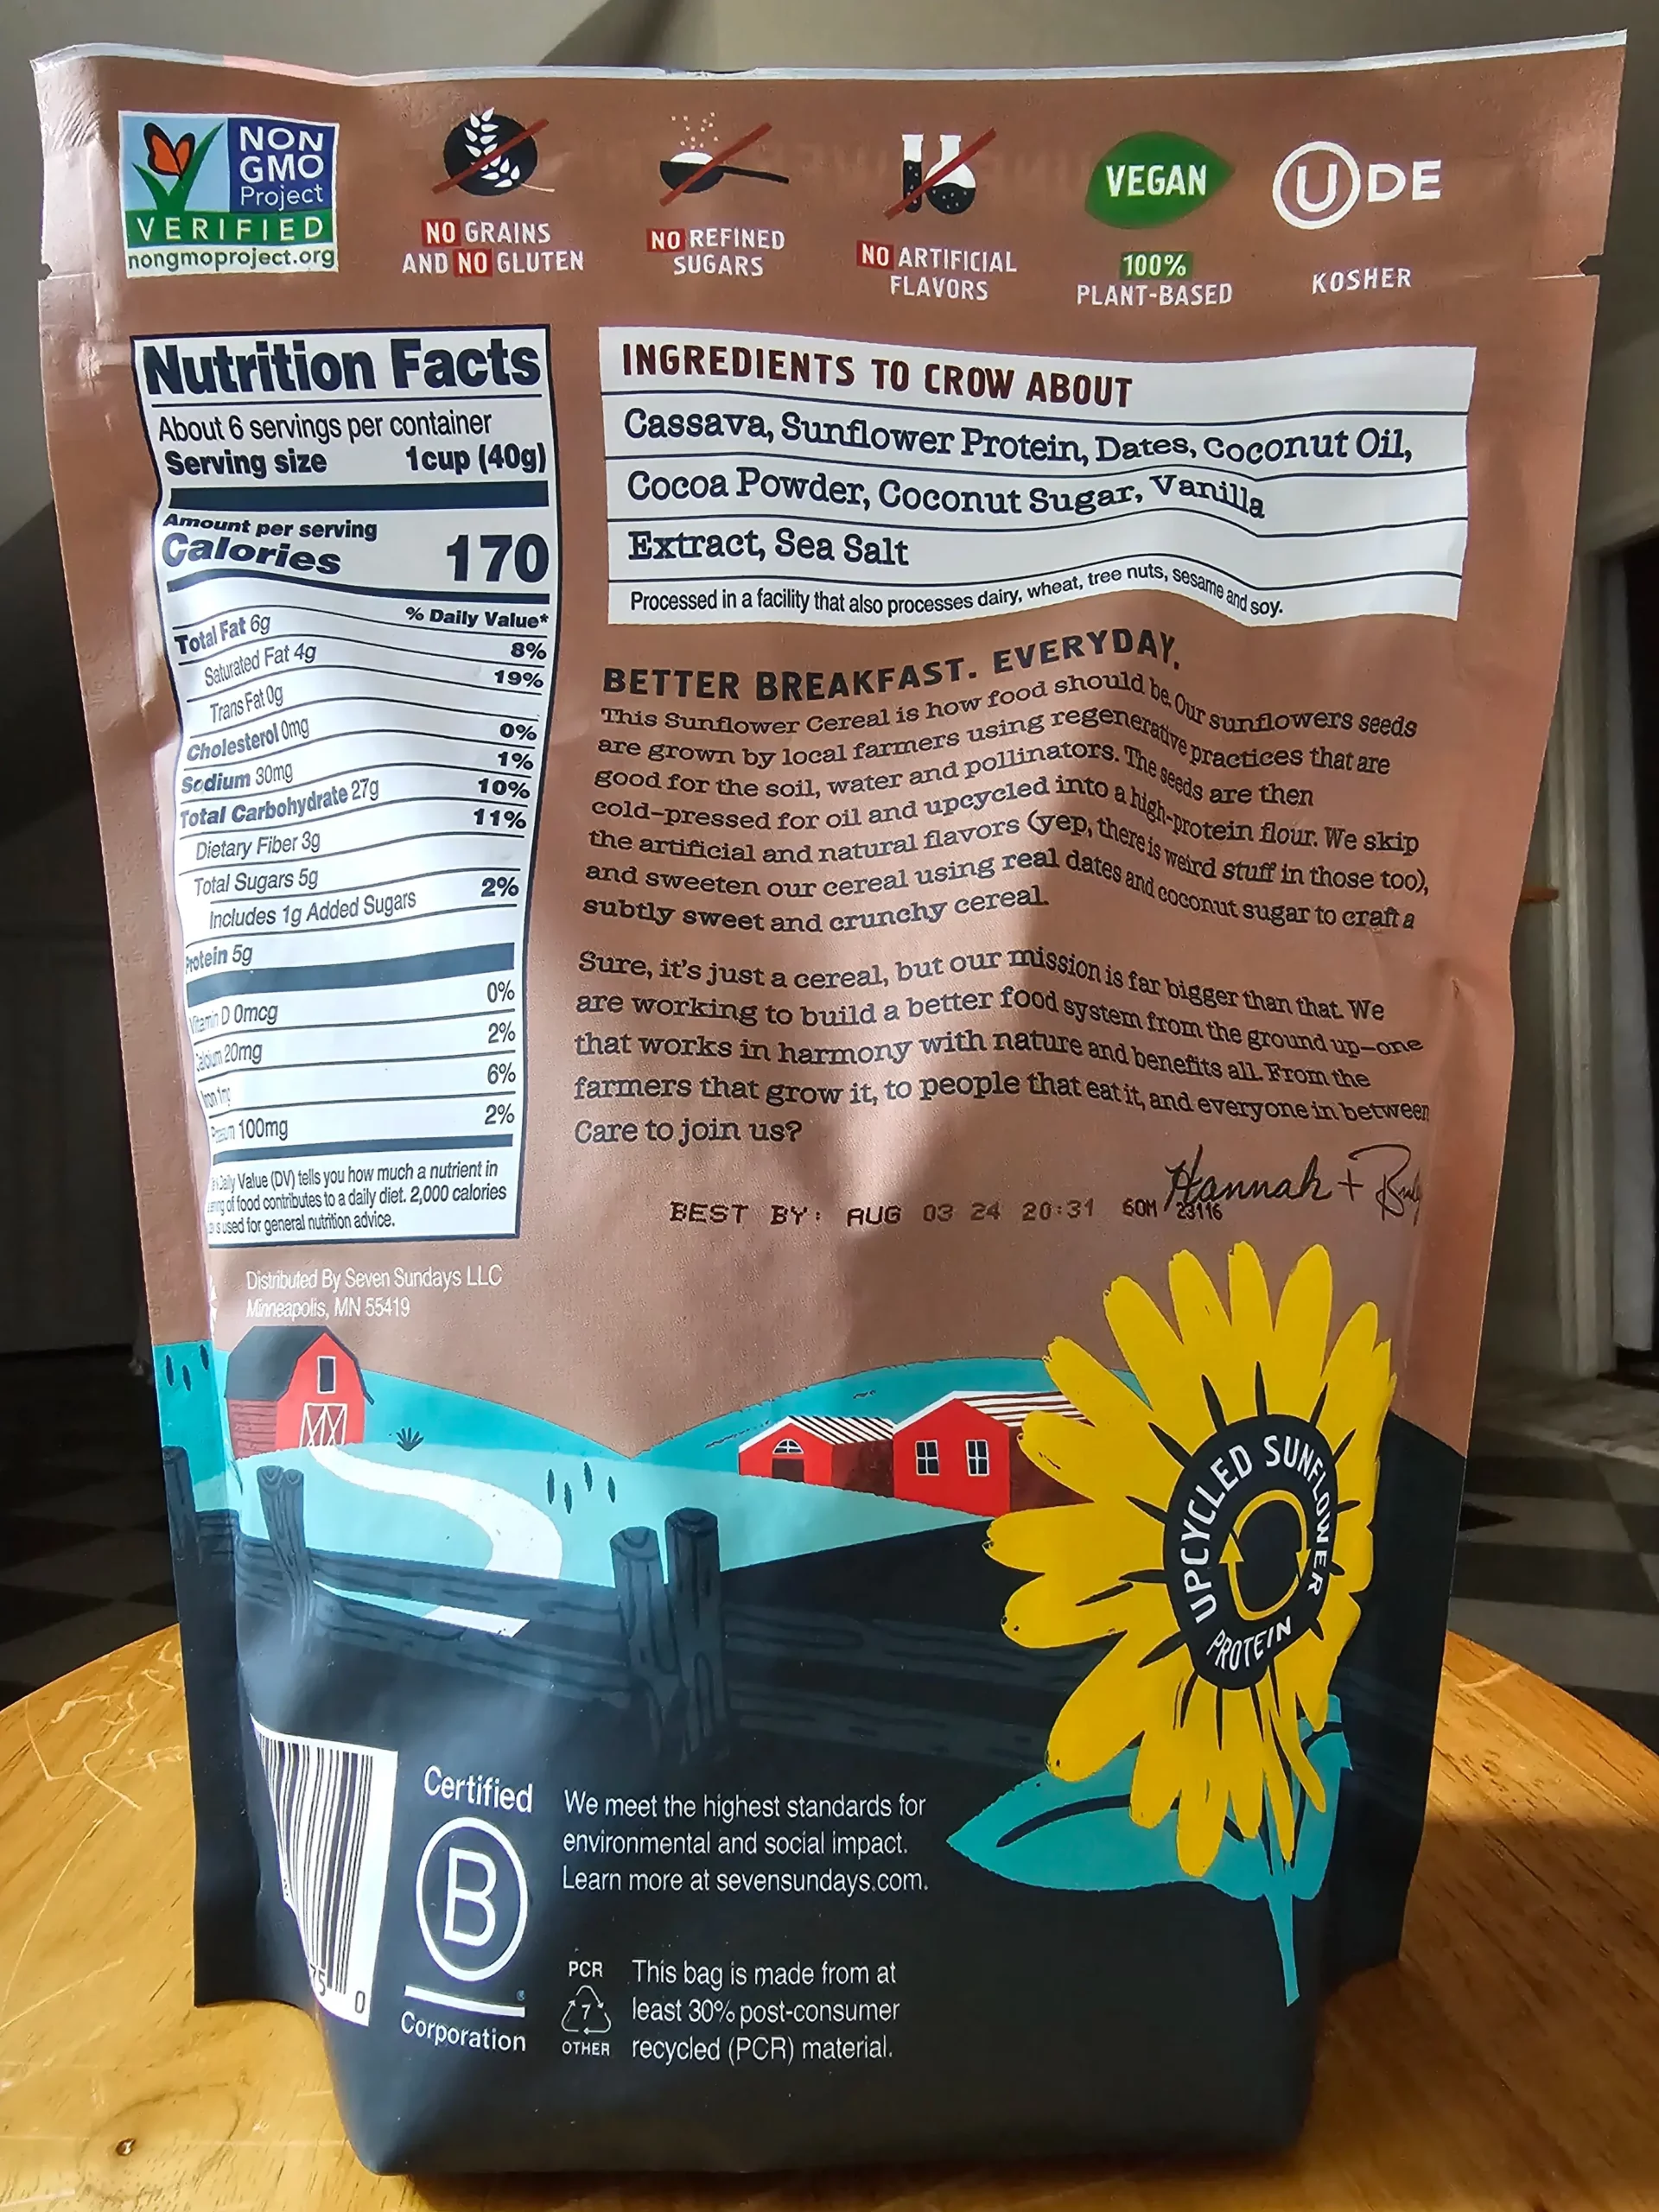 NON
GMO
Project
VERIFIED
nongmoproject.org
NO GRAINS
AND NO GLUTEN
NO REFINED
SUGARS
NO ARTIFICIAL
FLAVORS
VEGAN
100%
PLANT-BASED
U DE
KOSHER
Nutrition Facts
About 6 servings per container
Serving size 1cup (40g)
Amount per serving
Calories 170
% Daily Value*
Total Fat 6g 8%
Saturated Fat 4g 19%
Trans Fat 0g
Cholesterol 0mg 0%
Sodium 30mg 1%
Total Carbohydrate 27g 10%
Dietary Fiber 3g 11%
Total Sugars 5g
Includes 1g Added Sugars 2%
Protein 5g
Vitamin D 0mcg 0%
Calcium 20mg 2%
Iron 1mg 6%
100mg 2%
Daily Value (DV) tells you how much a nutrient in
of food contributes to a daily diet. 2,000 calories
used for general nutrition advice.
INGREDIENTS TO CROW ABOUT
Cassava, Sunflower Protein, Dates, Coconut Oil,
Cocoa Powder, Coconut Sugar, Vanilla
Extract, Sea Salt
Processed in a facility that also processes dairy, wheat, tree nuts, sesame and soy.
BETTER BREAKFAST. EVERYDAY.
This Sunflower Cereal is how food should be. Our sunflowers seeds
are grown by local farmers using regenerative practices that are
good for the soil, water and pollinators. The seeds are then
cold-pressed for oil and upcycled into a high-protein flour. We skip
the artificial and natural flavors (yep, there is weird stuff in those too),
and sweeten our cereal using real dates and coconut sugar to craft a
subtly sweet and crunchy cereal.
Sure, it's just a cereal, but our mission is far bigger than that. We
are working to build a better food system from the ground up—one
that works in harmony with nature and benefits all. From the
farmers that grow it, to people that eat it, and everyone in between
Care to join us?
Hannah +
BEST BY: AUG 03 24 20:31 60M 23116
Distributed By Seven Sundays LLC
Minneapolis, MN 55419
UPCYCLED SUNFLOWER
PROTEIN
Certified
B
Corporation
®
We meet the highest standards for
environmental and social impact.
Learn more at sevensundays.com.
PCR
7
OTHER
This bag is made from at
least 30% post-consumer
recycled (PCR) material.
5 0